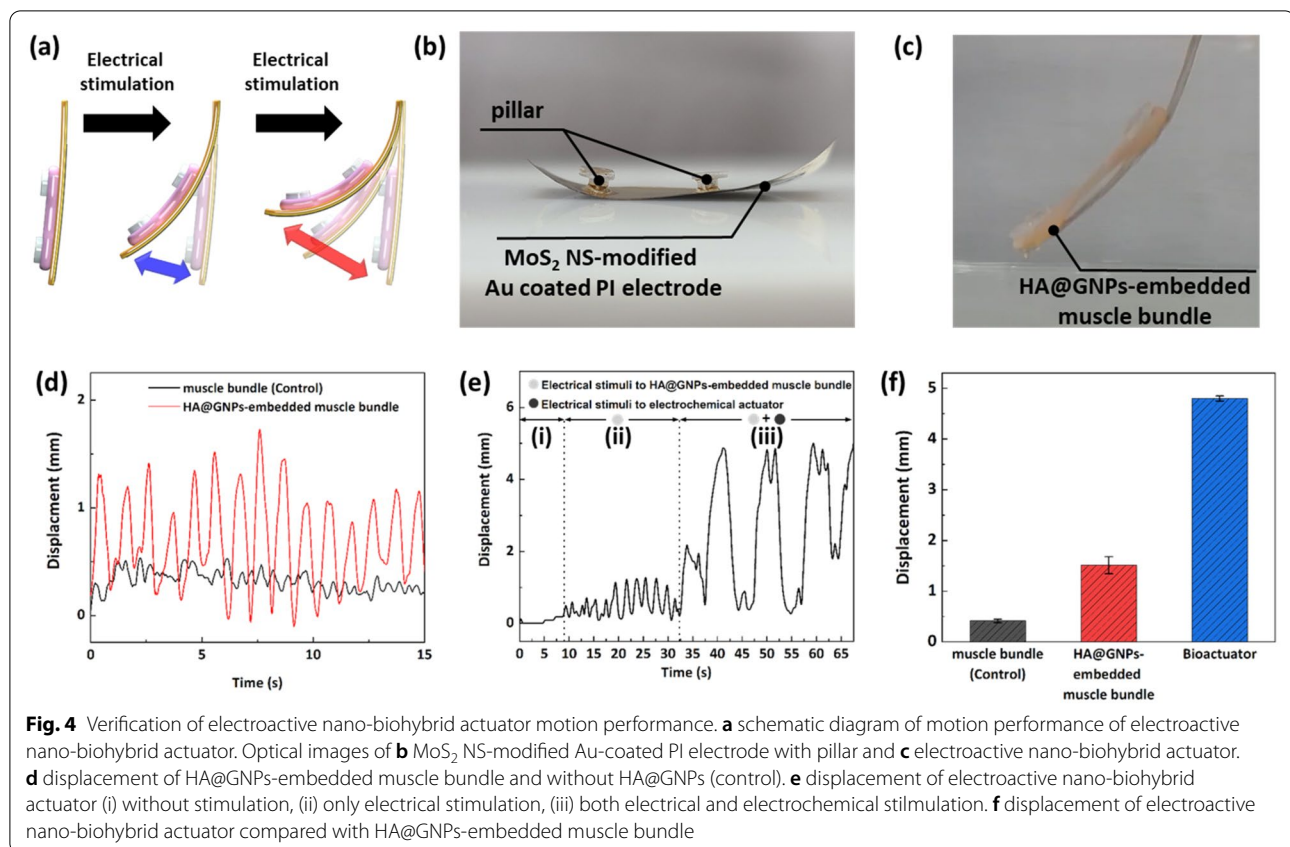 (a)
Electrical
stimulation
Electrical
stimulation
(b)
pillar
MoS₂ NS-modified
Au coated PI electrode
(c)
HA@GNPs-embedded
muscle bundle
(d)
muscle bundle (Control)
HA@GNPs-embedded muscle bundle
Displacement (mm)
2
1
0
0
5
10
15
Time (s)
(e)
Electrical stimuli to HA@GNPs-embedded muscle bundle
Electrical stimuli to electrochemical actuator
+
(i)
(ii)
(iii)
Displacement (mm)
6
4
2
0
0 5 10 15 20 25 30 35 40 45 50 55 60 65
Time (s)
(f)
Displacement (mm)
5
4
3
2
1
0
muscle bundle
(Control)
HA@GNPs-
embedded
muscle bundle
Bioactuator
Fig. 4 Verification of electroactive nano-biohybrid actuator motion performance. a schematic diagram of motion performance of electroactive
nano-biohybrid actuator. Optical images of b MoS₂ NS-modified Au-coated PI electrode with pillar and c electroactive nano-biohybrid actuator.
d displacement of HA@GNPs-embedded muscle bundle and without HA@GNPs (control). e displacement of electroactive nano-biohybrid
actuator (i) without stimulation, (ii) only electrical stimulation, (iii) both electrical and electrochemical stilmulation. f displacement of electroactive
nano-biohybrid actuator compared with HA@GNPs-embedded muscle bundle